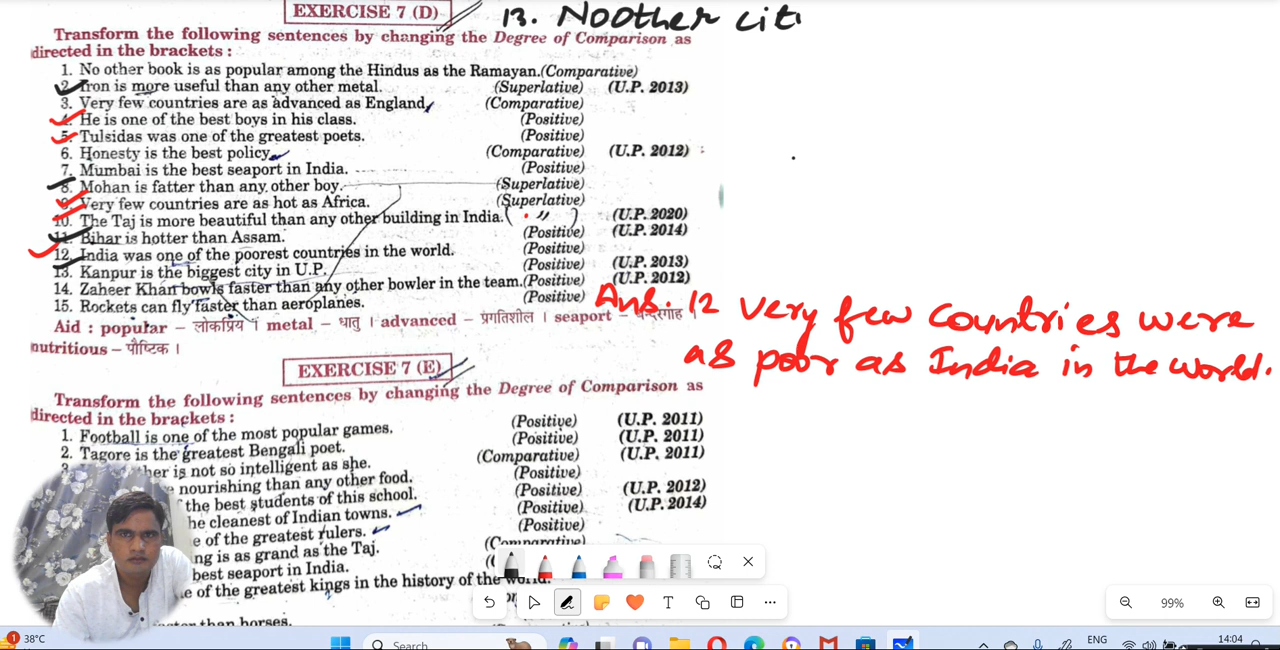 EXERCISE 7 (D)
13. No other cit
Transform the following sentences by changing the Degree of Comparison as
directed in the brackets :
1. No other book is as popular among the Hindus as the Ramayan.(Comparative)
2. Iron is more useful than any other metal. (Superlative) (U.P. 2013)
3. Very few countries are as advanced as England. (Comparative)
4. He is one of the best boys in his class. (Positive)
5. Tulsidas was one of the greatest poets. (Positive)
6. Honesty is the best policy. (Comparative) (U.P. 2012)
7. Mumbai is the best seaport in India. (Positive)
8. Mohan is fatter than any other boy. (Superlative)
9. Very few countries are as hot as Africa. (Superlative)
10. The Taj is more beautiful than any other building in India. ( " ) (U.P. 2020)
11. Bihar is hotter than Assam. (Positive) (U.P. 2014)
12. India was one of the poorest countries in the world. (Positive)
13. Kanpur is the biggest city in U.P. (Positive) (U.P. 2013)
14. Zaheer Khan bowls faster than any other bowler in the team.(Positive) (U.P. 2012)
15. Rockets can fly faster than aeroplanes. (Positive)
Ans. 12 Very few countries were
as poor as India in the world.
Aid : popular – लोकप्रिय । metal – धातु । advanced – प्रगतिशील । seaport –
nutritious – पौष्टिक ।
EXERCISE 7 (E)
Transform the following sentences by changing the Degree of Comparison as
directed in the brackets :
1. Football is one of the most popular games. (Positive) (U.P. 2011)
2. Tagore is the greatest Bengali poet. (Positive) (U.P. 2011)
her is not so intelligent as she. (Comparative) (U.P. 2011)
nourishing than any other food. (Positive)
the best students of this school. (Positive) (U.P. 2012)
he cleanest of Indian towns. (Positive) (U.P. 2014)
e of the greatest rulers. (Positive)
ng is as grand as the Taj. (Comparative)
best seaport in India.
e of the greatest kings in the history of the world.
than horses.
99%
1
38°C
Search
ENG
14:04